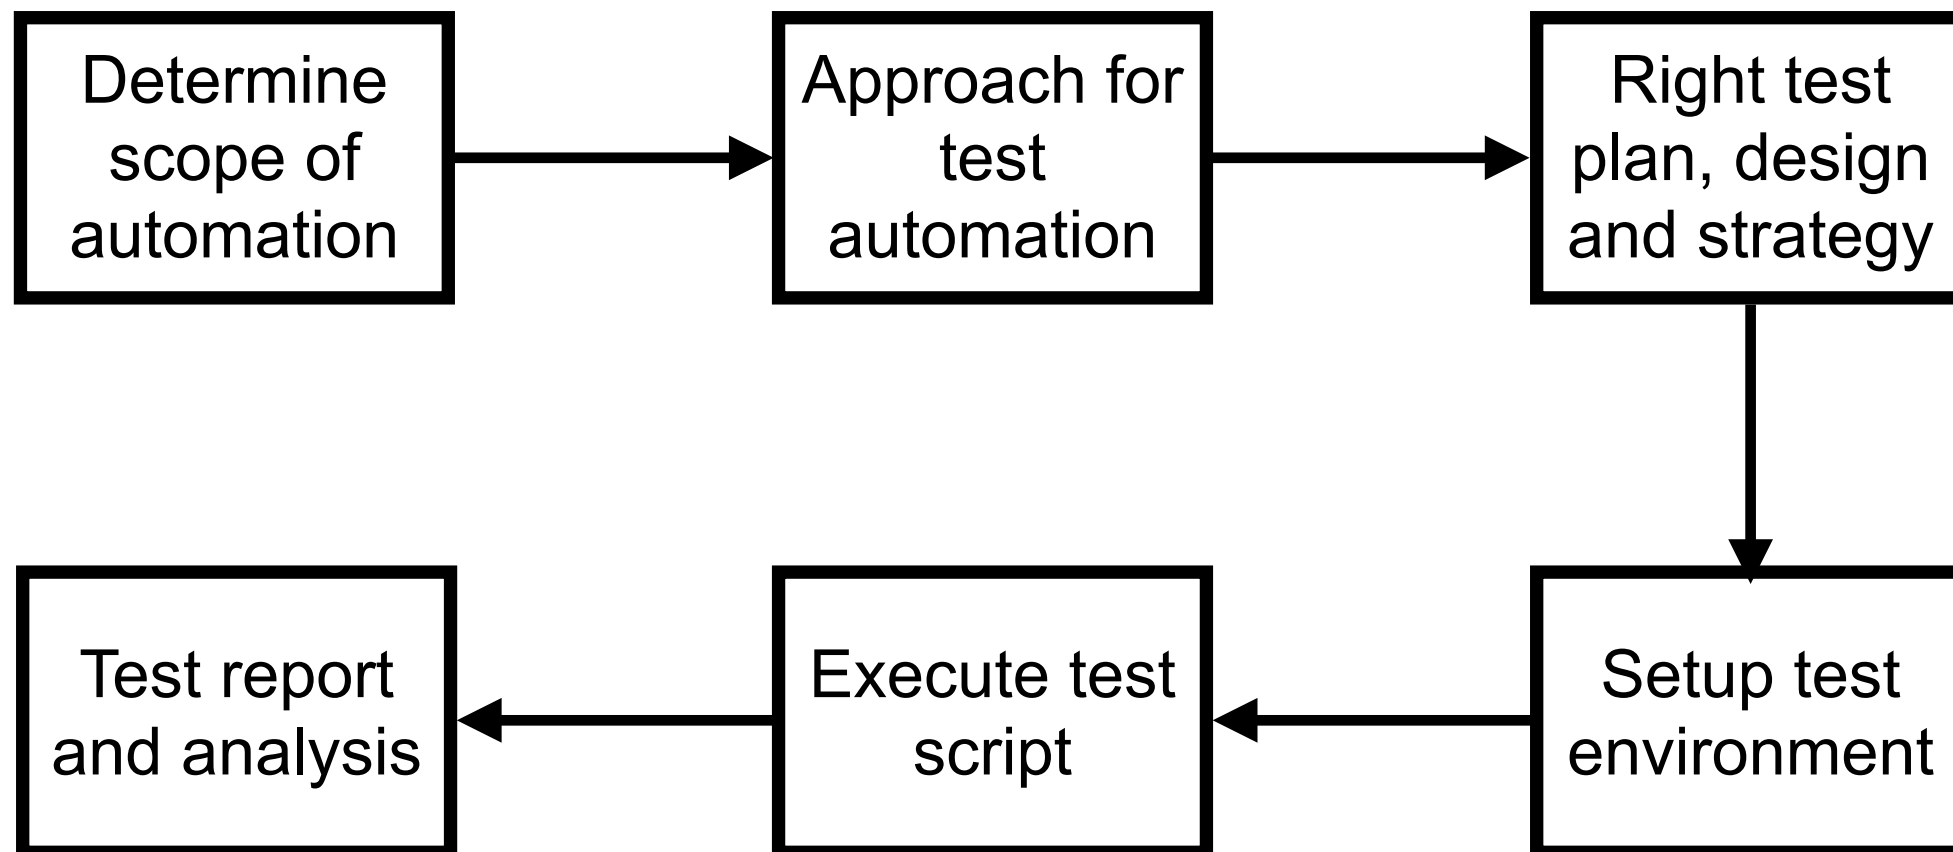 Determine
scope of
automation
Approach for
test
automation
Right test
plan, design
and strategy
Setup test
environment
Execute test
script
Test report
and analysis